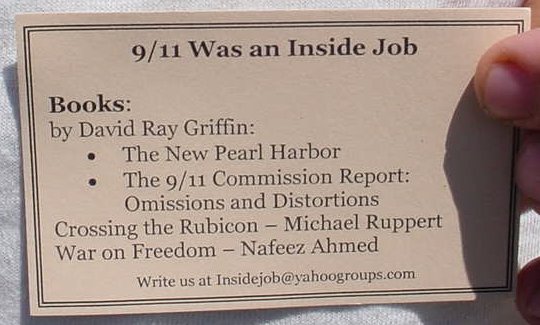 9/11 Was an Inside Job
Books:
by David Ray Griffin:
• The New Pearl Harbor
• The 9/11 Commission Report:
Omissions and Distortions
Crossing the Rubicon – Michael Ruppert
War on Freedom – Nafeez Ahmed
Write us at Insidejob@yahoogroups.com